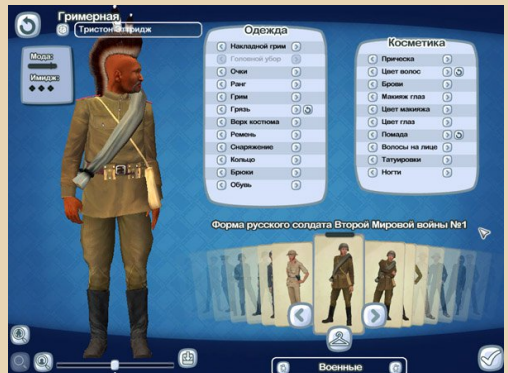 Гримерная
Мода:
Имидж:
Одежда
Накладной грим
Головной убор
Очки
Ранг
Грим
Грязь
Верх костюма
Ремень
Снаряжение
Кольцо
Брюки
Обувь
Косметика
Прическа
Цвет волос
Брови
Макияж глаз
Цвет макияжа
Цвет глаз
Помада
Волосы на лице
Татуировки
Ногти
Форма русского солдата Второй Мировой войны №1
Военные